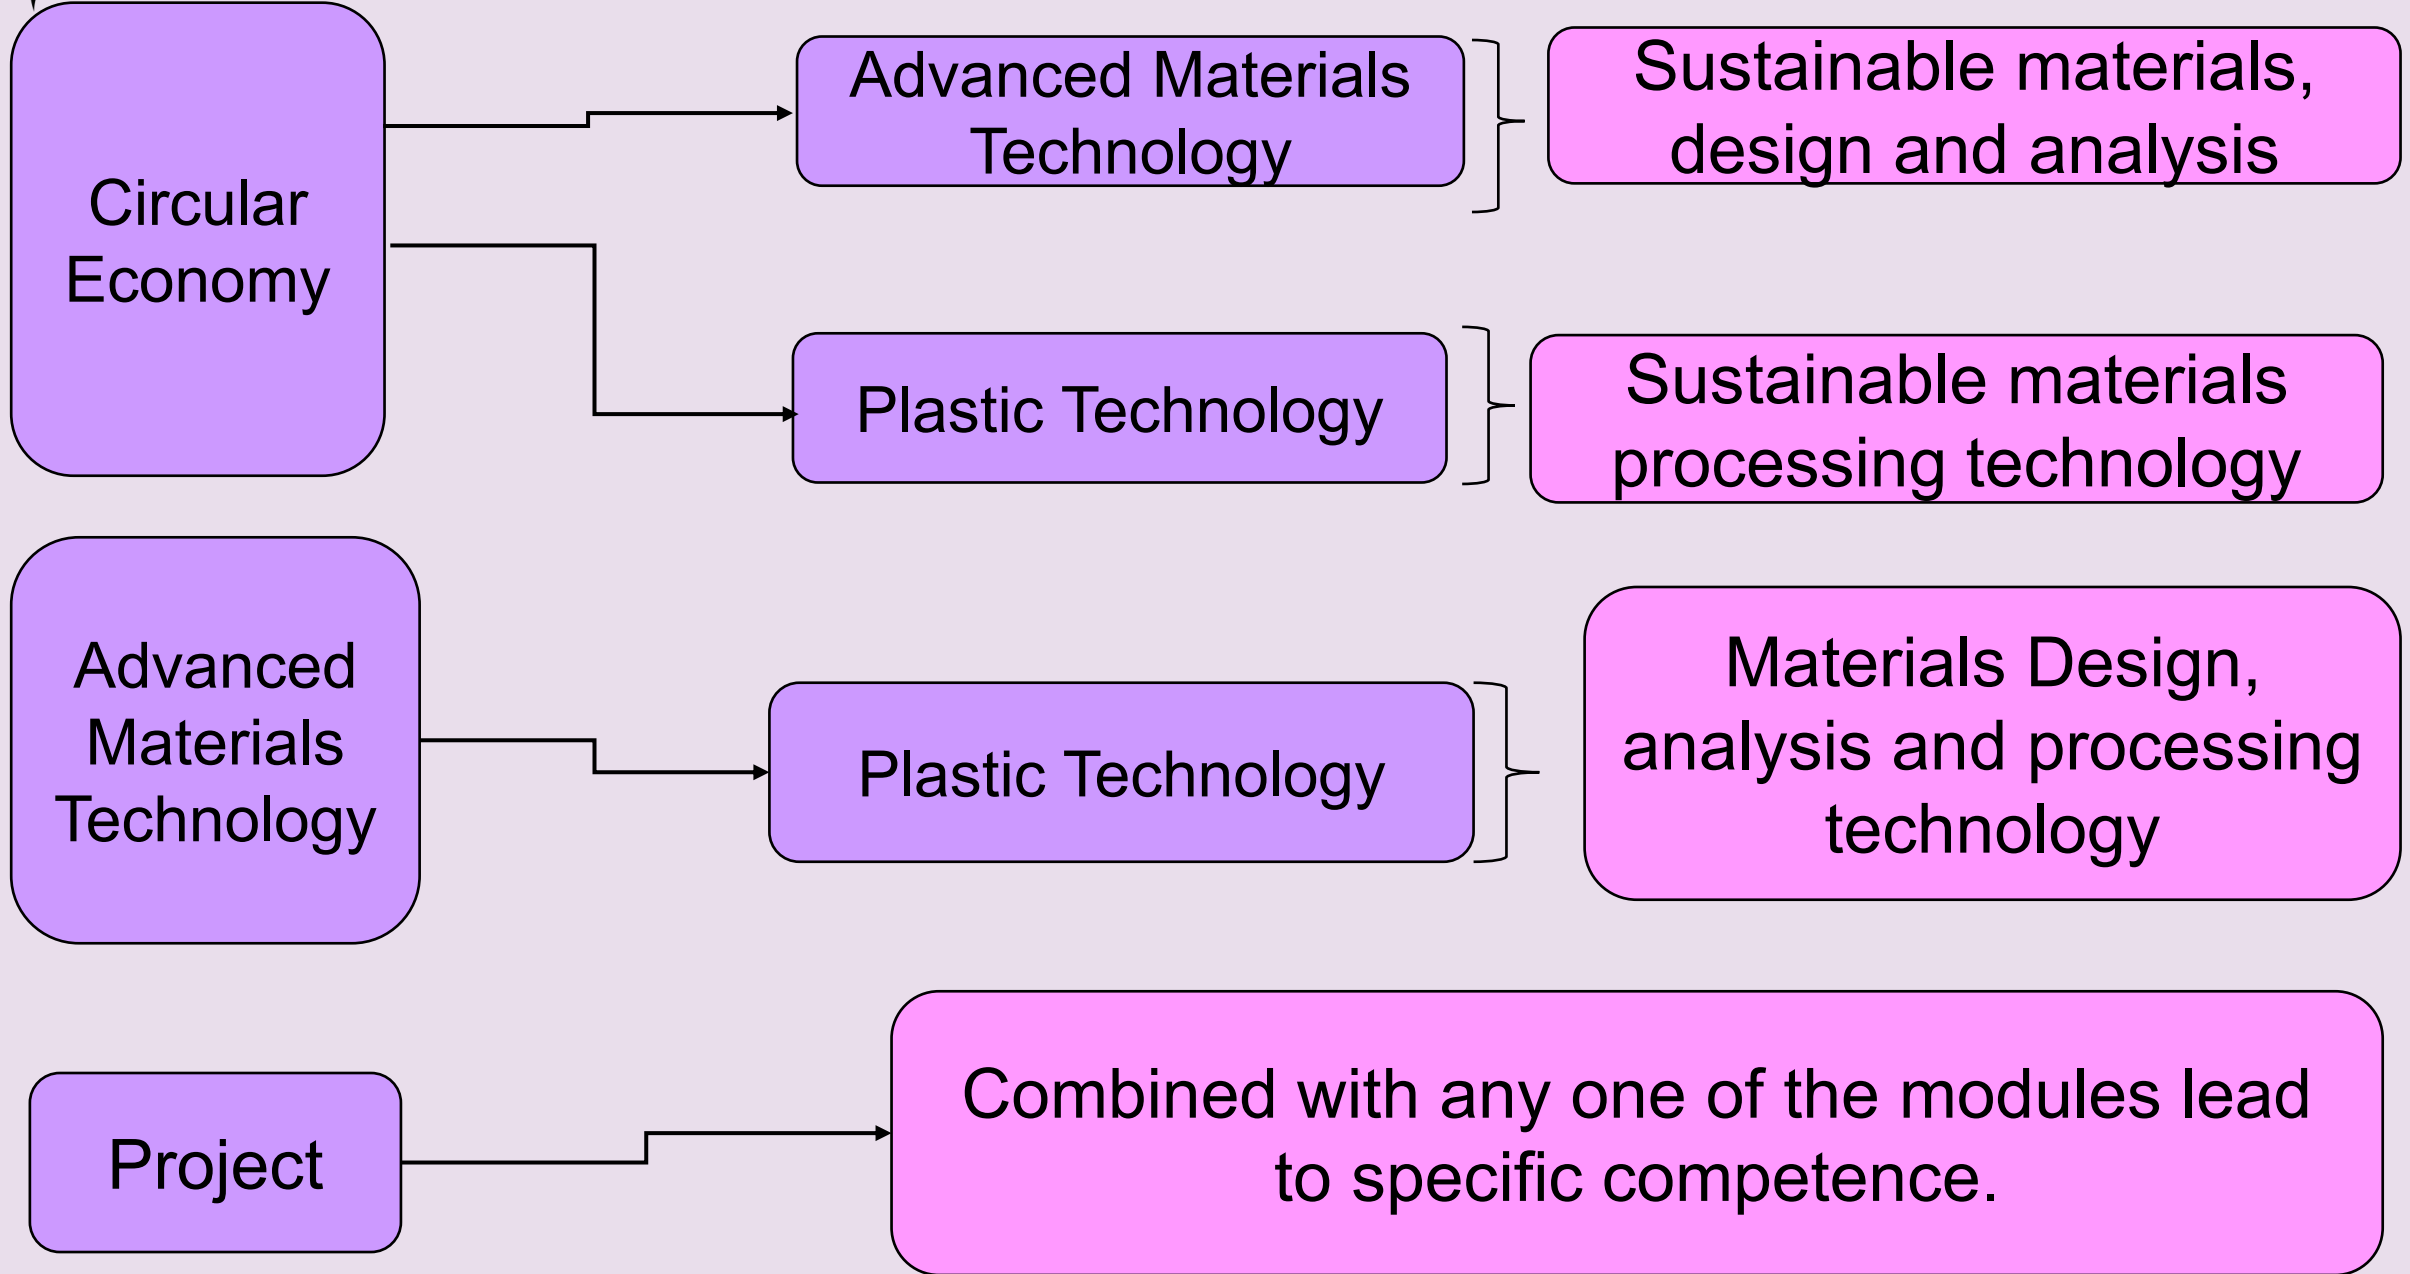 Circular
Economy
Advanced Materials
Technology
Sustainable materials,
design and analysis
Plastic Technology
Sustainable materials
processing technology
Advanced
Materials
Technology
Plastic Technology
Materials Design,
analysis and processing
technology
Project
Combined with any one of the modules lead
to specific competence.